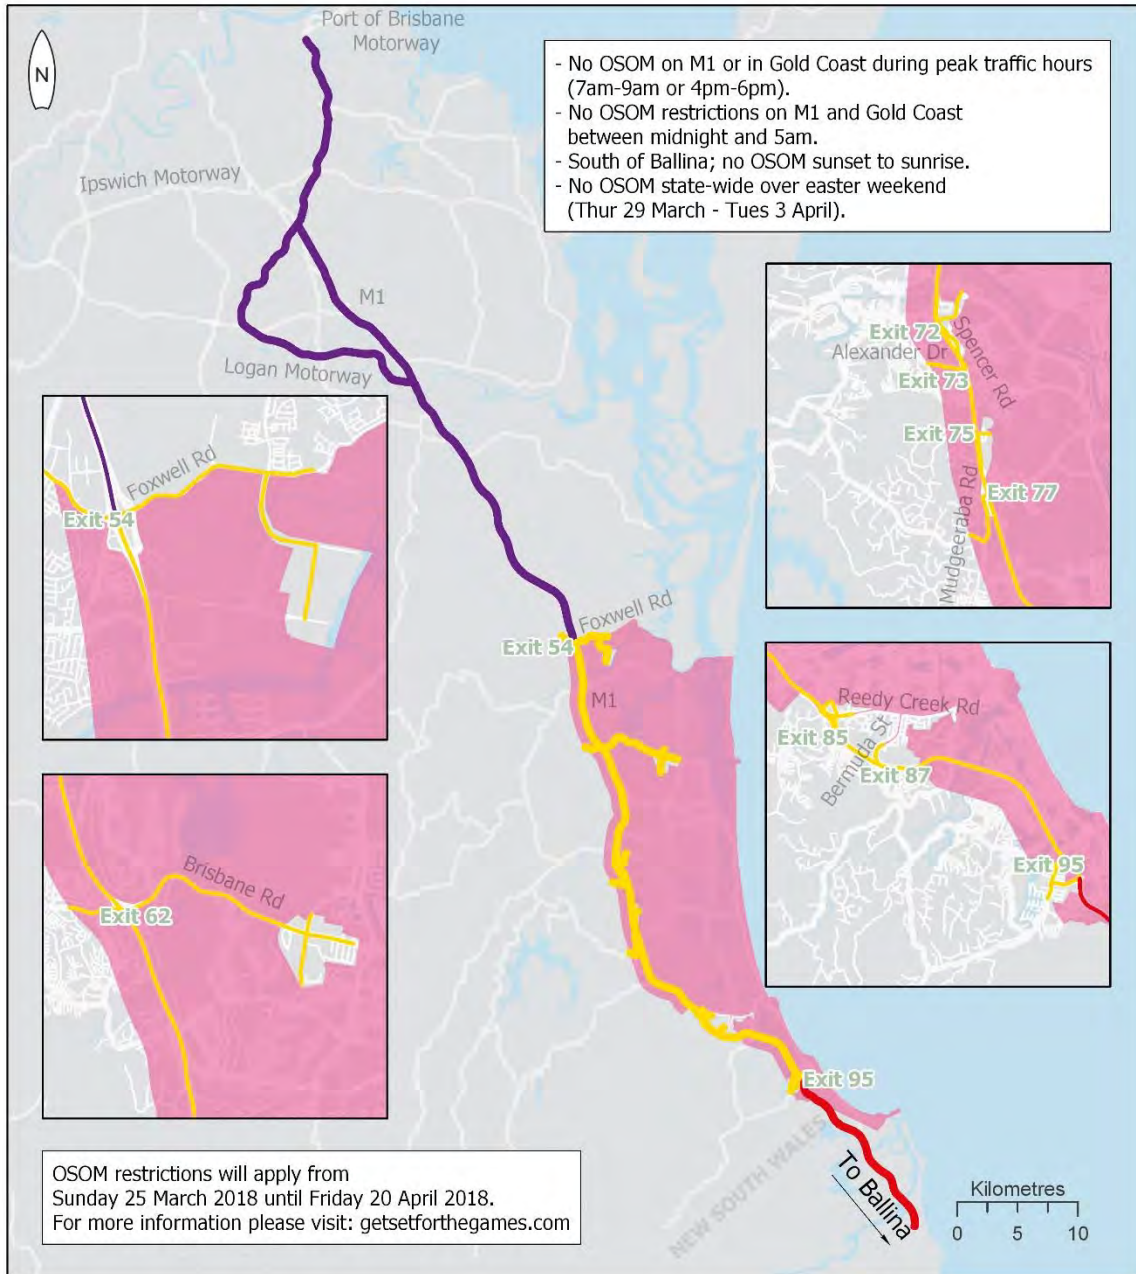 Port of Brisbane
Motorway
N
- No OSOM on M1 or in Gold Coast during peak traffic hours
(7am-9am or 4pm-6pm).
- No OSOM restrictions on M1 and Gold Coast
between midnight and 5am.
- South of Ballina; no OSOM sunset to sunrise.
- No OSOM state-wide over easter weekend
(Thur 29 March - Tues 3 April).
Ipswich Motorway
M1
Logan Motorway
Exit 72
Spencer Rd
Alexander Dr
Exit 73
Exit 75
Exit 77
Mudgeeraba Rd
Foxwell Rd
Exit 54
Foxwell Rd
Exit 54
M1
Reedy Creek Rd
Exit 85
Bermuda St
Exit 87
Exit 95
Brisbane Rd
Exit 62
Exit 95
NEW SOUTH WALES
To Ballina
OSOM restrictions will apply from
Sunday 25 March 2018 until Friday 20 April 2018.
For more information please visit: getsetforthegames.com
Kilometres
0 5 10